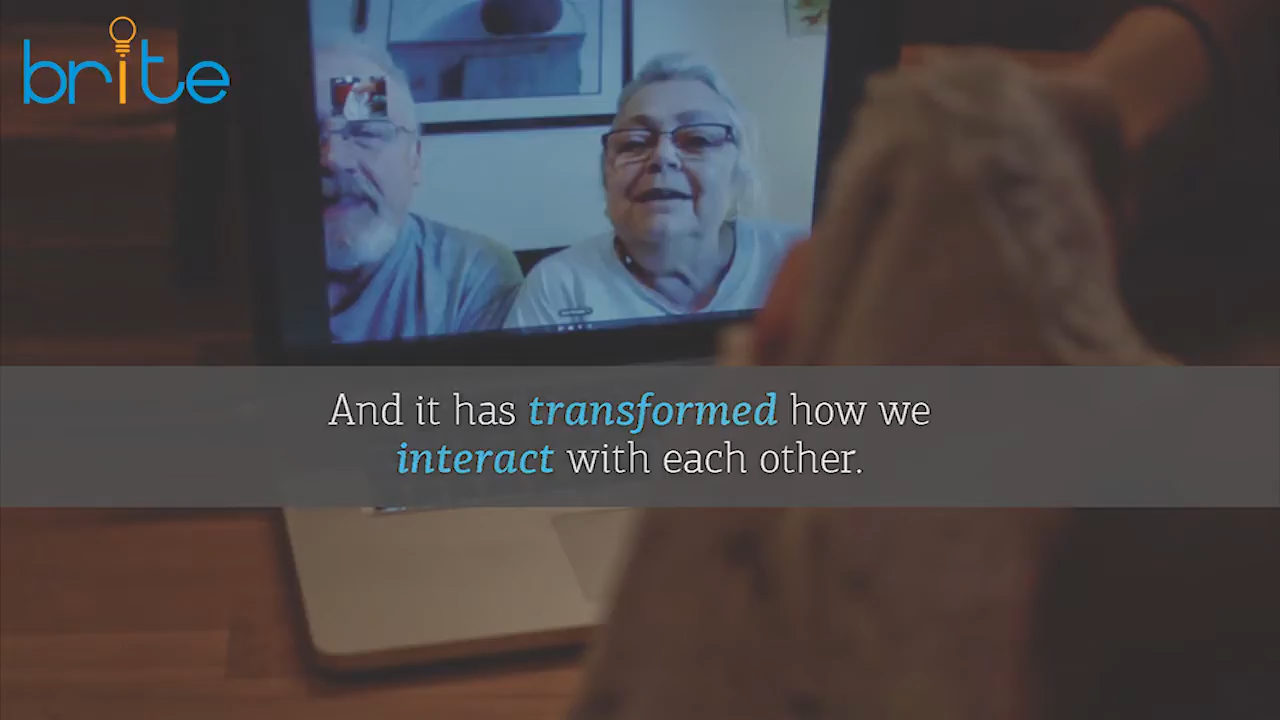 brite
And it has transformed how we
interact with each other.